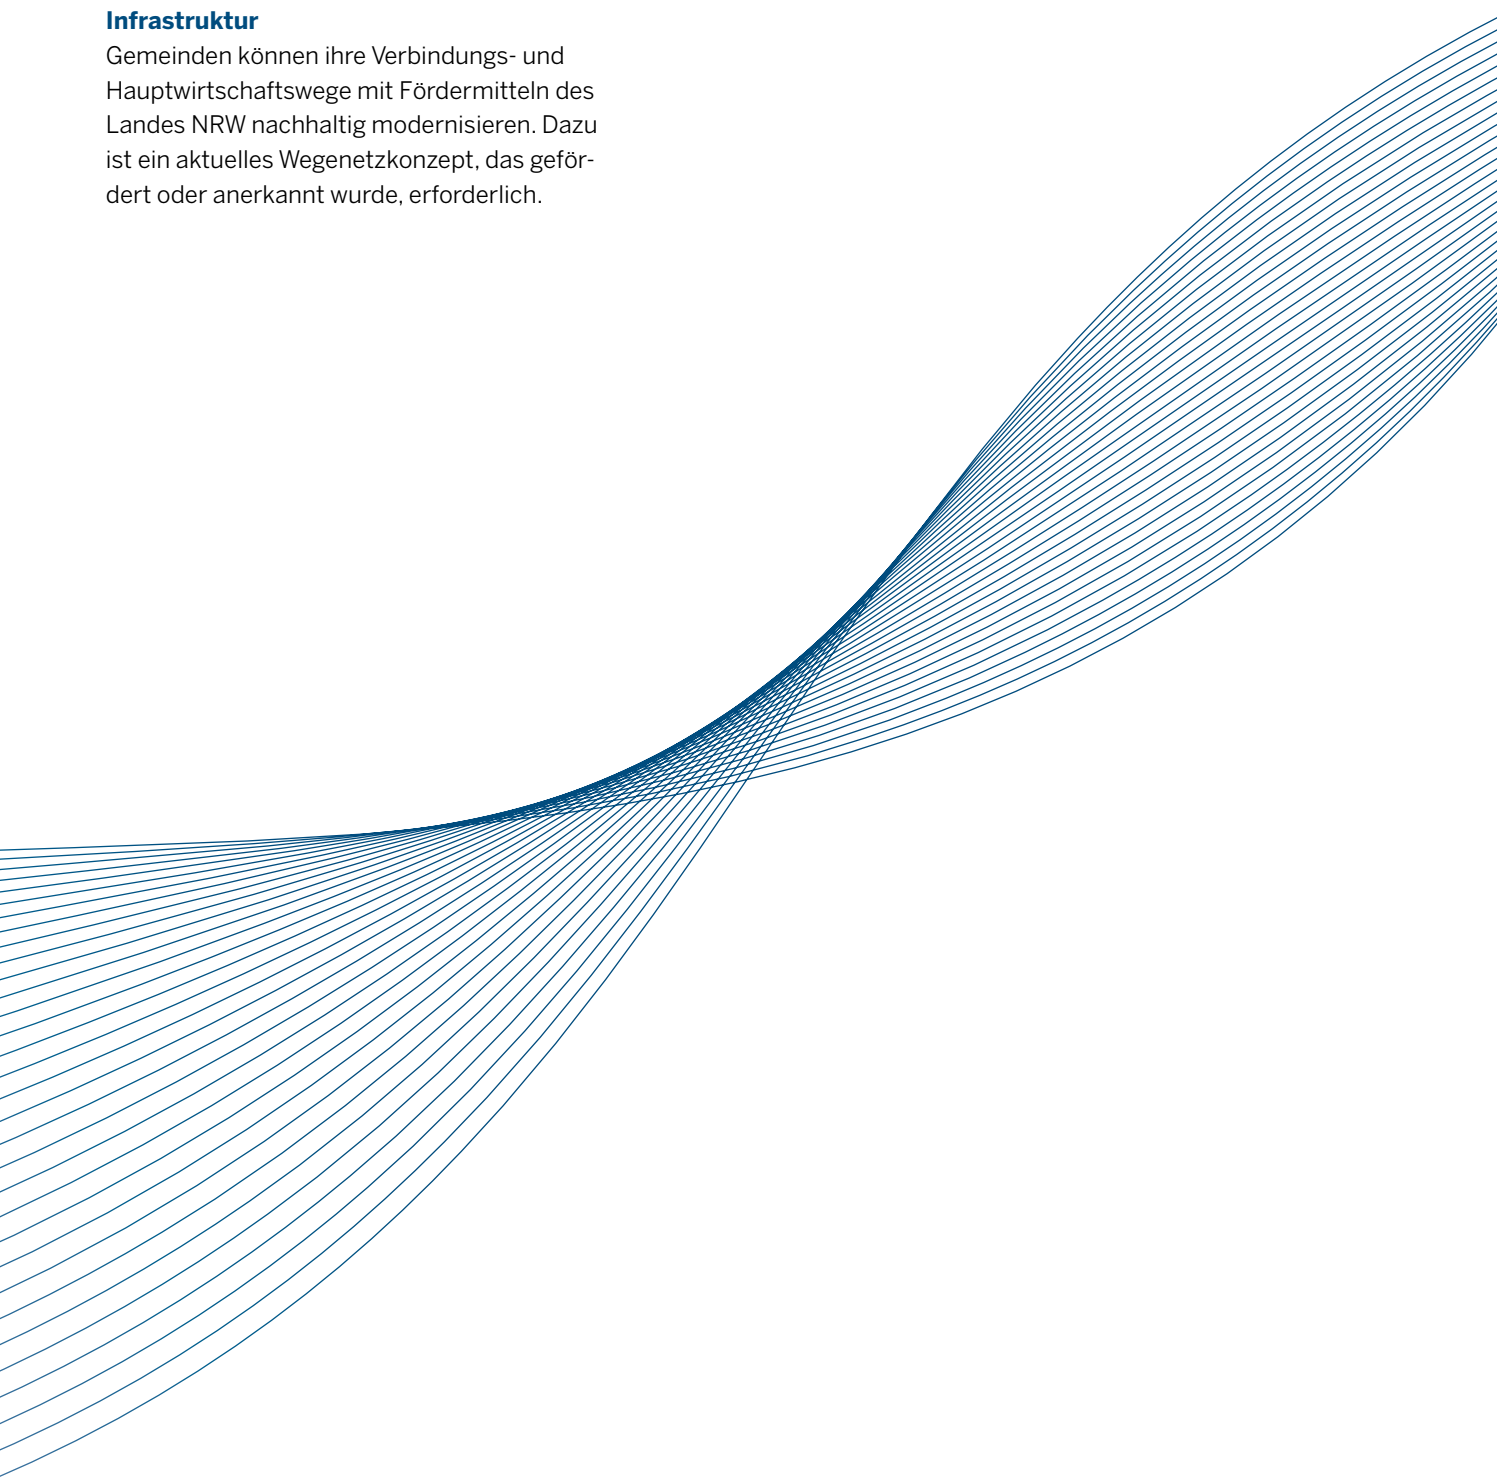 Infrastruktur
Gemeinden können ihre Verbindungs- und
Hauptwirtschaftswege mit Fördermitteln des
Landes NRW nachhaltig modernisieren. Dazu
ist ein aktuelles Wegenetzkonzept, das geför-
dert oder anerkannt wurde, erforderlich.